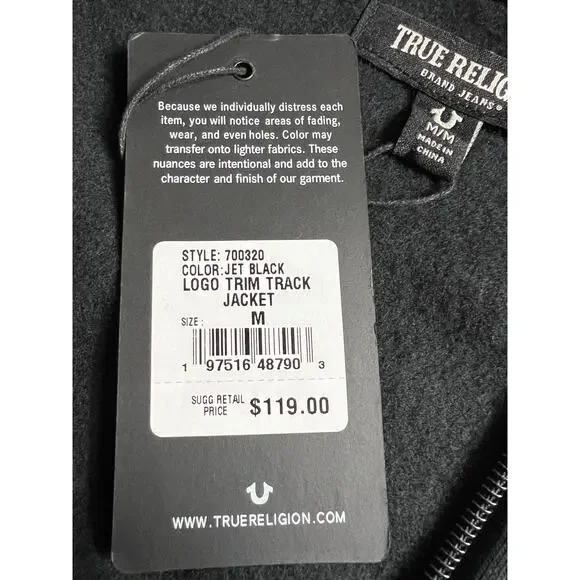 Because we individually distress each
item, you will notice areas of fading,
wear, and even holes. Color may
transfer onto lighter fabrics. These
nuances are intentional and add to the
character and finish of our garment.
STYLE: 700320
COLOR:JET BLACK
LOGO TRIM TRACK
JACKET
SIZE : M
1 97516 48790 3
SUGG RETAIL
PRICE $119.00
WWW.TRUERELIGION.COM
TRUE RELIGI
BRAND JEANS®
M/M
MADE IN
CHINA